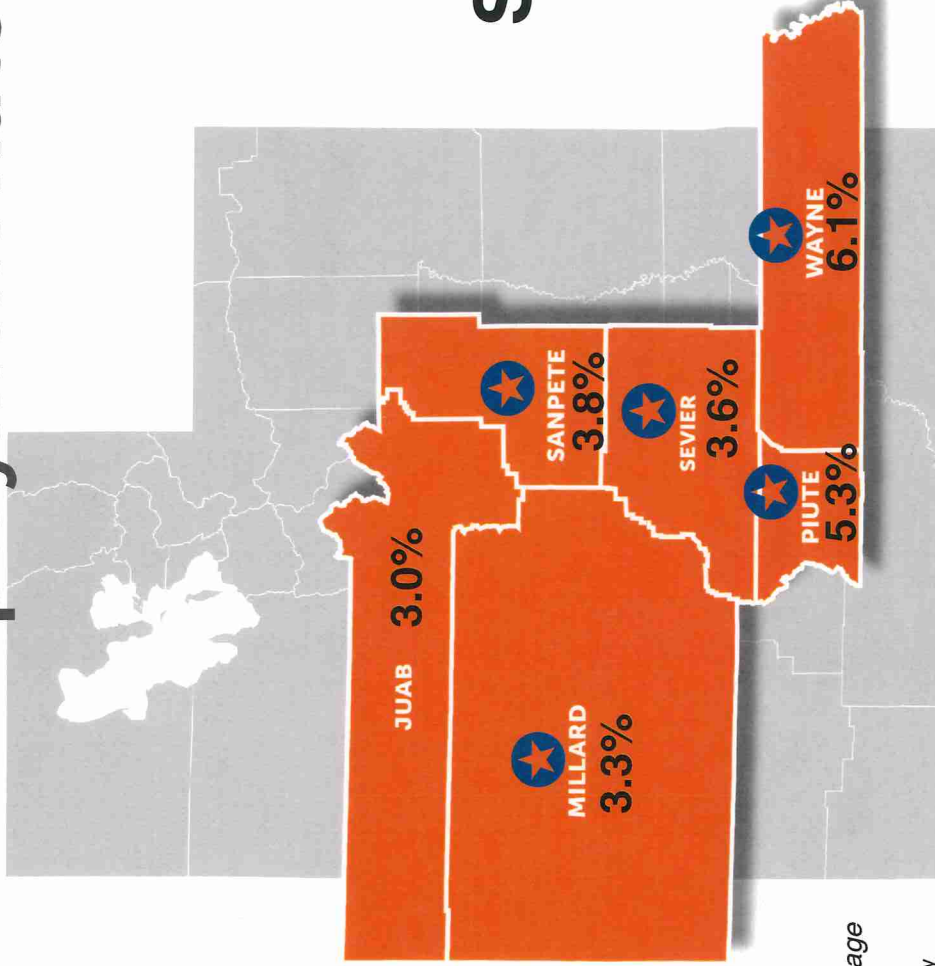 JUAB
3.0%
SANPETE
3.8%
MILLARD
3.3%
SEVIER
3.6%
PIUTE
5.3%
WAYNE
6.1%
age